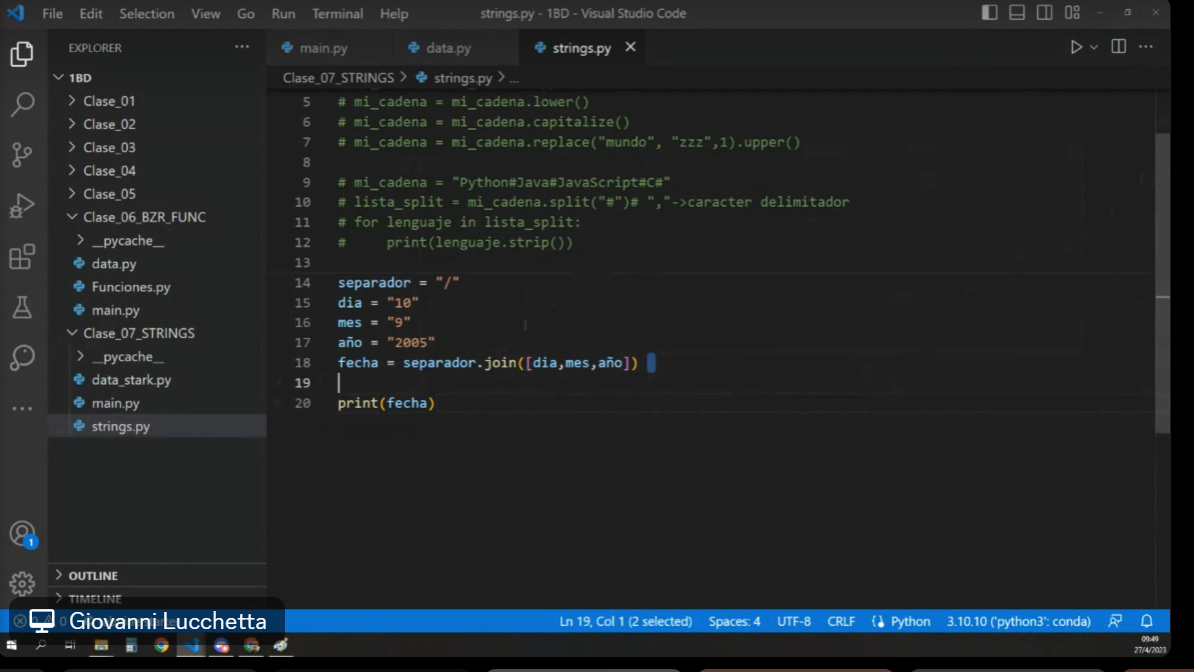 File Edit Selection View Go Run Terminal Help strings.py - 1BD - Visual Studio Code
EXPLORER
main.py
data.py
strings.py
1BD
Clase_07_STRINGS > strings.py > ...
Clase_01
Clase_02
Clase_03
Clase_04
Clase_05
Clase_06_BZR_FUNC
__pycache__
data.py
Funciones.py
main.py
Clase_07_STRINGS
__pycache__
data_stark.py
main.py
strings.py
5 # mi_cadena = mi_cadena.lower()
6 # mi_cadena = mi_cadena.capitalize()
7 # mi_cadena = mi_cadena.replace("mundo", "zzz",1).upper()
8
9 # mi_cadena = "Python#Java#JavaScript#C#"
10 # lista_split = mi_cadena.split("#")# ","->caracter delimitador
11 # for lenguaje in lista_split:
12 #     print(lenguaje.strip())
13
14 separador = "/"
15 dia = "10"
16 mes = "9"
17 año = "2005"
18 fecha = separador.join([dia,mes,año])
19
20 print(fecha)
1
OUTLINE
TIMELINE
Giovanni Lucchetta
Ln 19, Col 1 (2 selected) Spaces: 4 UTF-8 CRLF Python 3.10.10 ('python3': conda)
09:49
27/4/2023